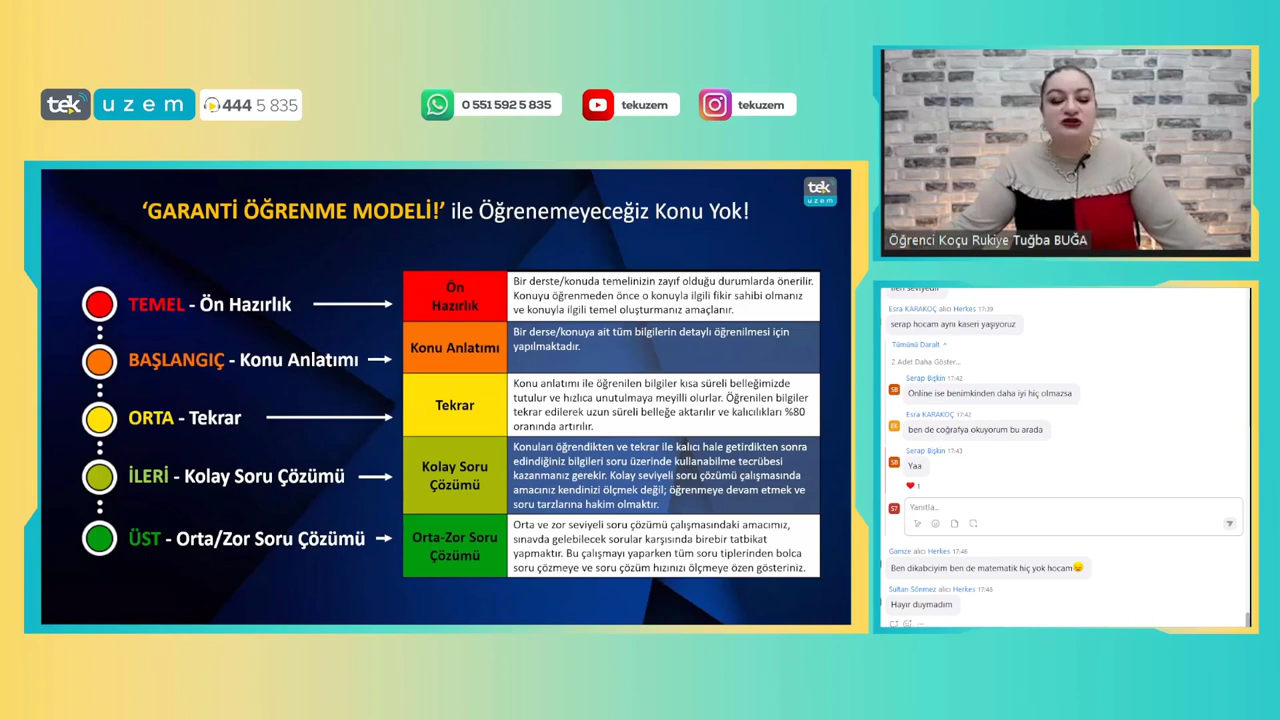 tek uzem 444 5 835
0 551 592 5 835
tekuzem
tekuzem
tek
uzem
'GARANTİ ÖĞRENME MODELİ!' ile Öğrenemeyeceğiz Konu Yok!
TEMEL - Ön Hazırlık
BAŞLANGIÇ - Konu Anlatımı
ORTA - Tekrar
İLERİ - Kolay Soru Çözümü
ÜST - Orta/Zor Soru Çözümü
Ön
Hazırlık
Bir derste/konuda temelinizin zayıf olduğu durumlarda önerilir.
Konuyu öğrenmeden önce o konuyla ilgili fikir sahibi olmanız
ve konuyla ilgili temel oluşturmanız amaçlanır.
Konu Anlatımı
Bir derse/konuya ait tüm bilgilerin detaylı öğrenilmesi için
yapılmaktadır.
Tekrar
Konu anlatımı ile öğrenilen bilgiler kısa süreli belleğimizde
tutulur ve hızlıca unutulmaya meyilli olurlar. Öğrenilen bilgiler
tekrar edilerek uzun süreli belleğe aktarılır ve kalıcılıkları %80
oranında artırılır.
Kolay Soru
Çözümü
Konuları öğrendikten ve tekrar ile kalıcı hale getirdikten sonra
edindiğiniz bilgileri soru üzerinde kullanabilme tecrübesi
kazanmanız gerekir. Kolay seviyeli soru çözümü çalışmasında
amacınız kendinizi ölçmek değil; öğrenmeye devam etmek ve
soru tarzlarına hakim olmaktır.
Orta-Zor Soru
Çözümü
Orta ve zor seviyeli soru çözümü çalışmasındaki amacımız,
sınavda gelebilecek sorular karşısında birebir tatbikat
yapmaktır. Bu çalışmayı yaparken tüm soru tiplerinden bolca
soru çözmeye ve soru çözüm hızınızı ölçmeye özen gösteriniz.
Öğrenci Koçu Rukiye Tuğba BUĞA
Esra KARAKOÇ alıcı Herkes 17:39
serap hocam aynı kaseri yaşıyoruz
Tümünü Daralt
2 Adet Daha Göster...
Serap Bişkin 17:42
SB
Online ise benimkinden daha iyi hiç olmazsa
Esra KARAKOÇ 17:42
EK
ben de coğrafya okuyorum bu arada
Serap Bişkin 17:43
SB
Yaa
1
Yanıtla...
Gamze alıcı Herkes 17:46
Ben dikabciyim ben de matematik hiç yok hocam
Sultan Sönmez alıcı Herkes 17:48
Hayır duymadım